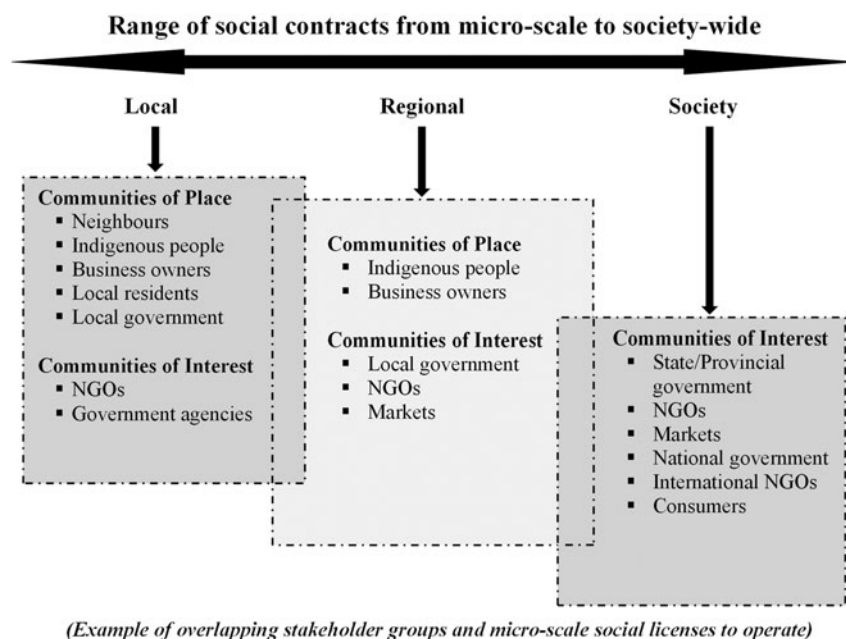 Range of social contracts from micro-scale to society-wide
Local
Regional
Society
Communities of Place
▪ Neighbours
▪ Indigenous people
▪ Business owners
▪ Local residents
▪ Local government
Communities of Interest
▪ NGOs
▪ Government agencies
Communities of Place
▪ Indigenous people
▪ Business owners
Communities of Interest
▪ Local government
▪ NGOs
▪ Markets
Communities of Interest
▪ State/Provincial
government
▪ NGOs
▪ Markets
▪ National government
▪ International NGOs
▪ Consumers
(Example of overlapping stakeholder groups and micro-scale social licenses to operate)